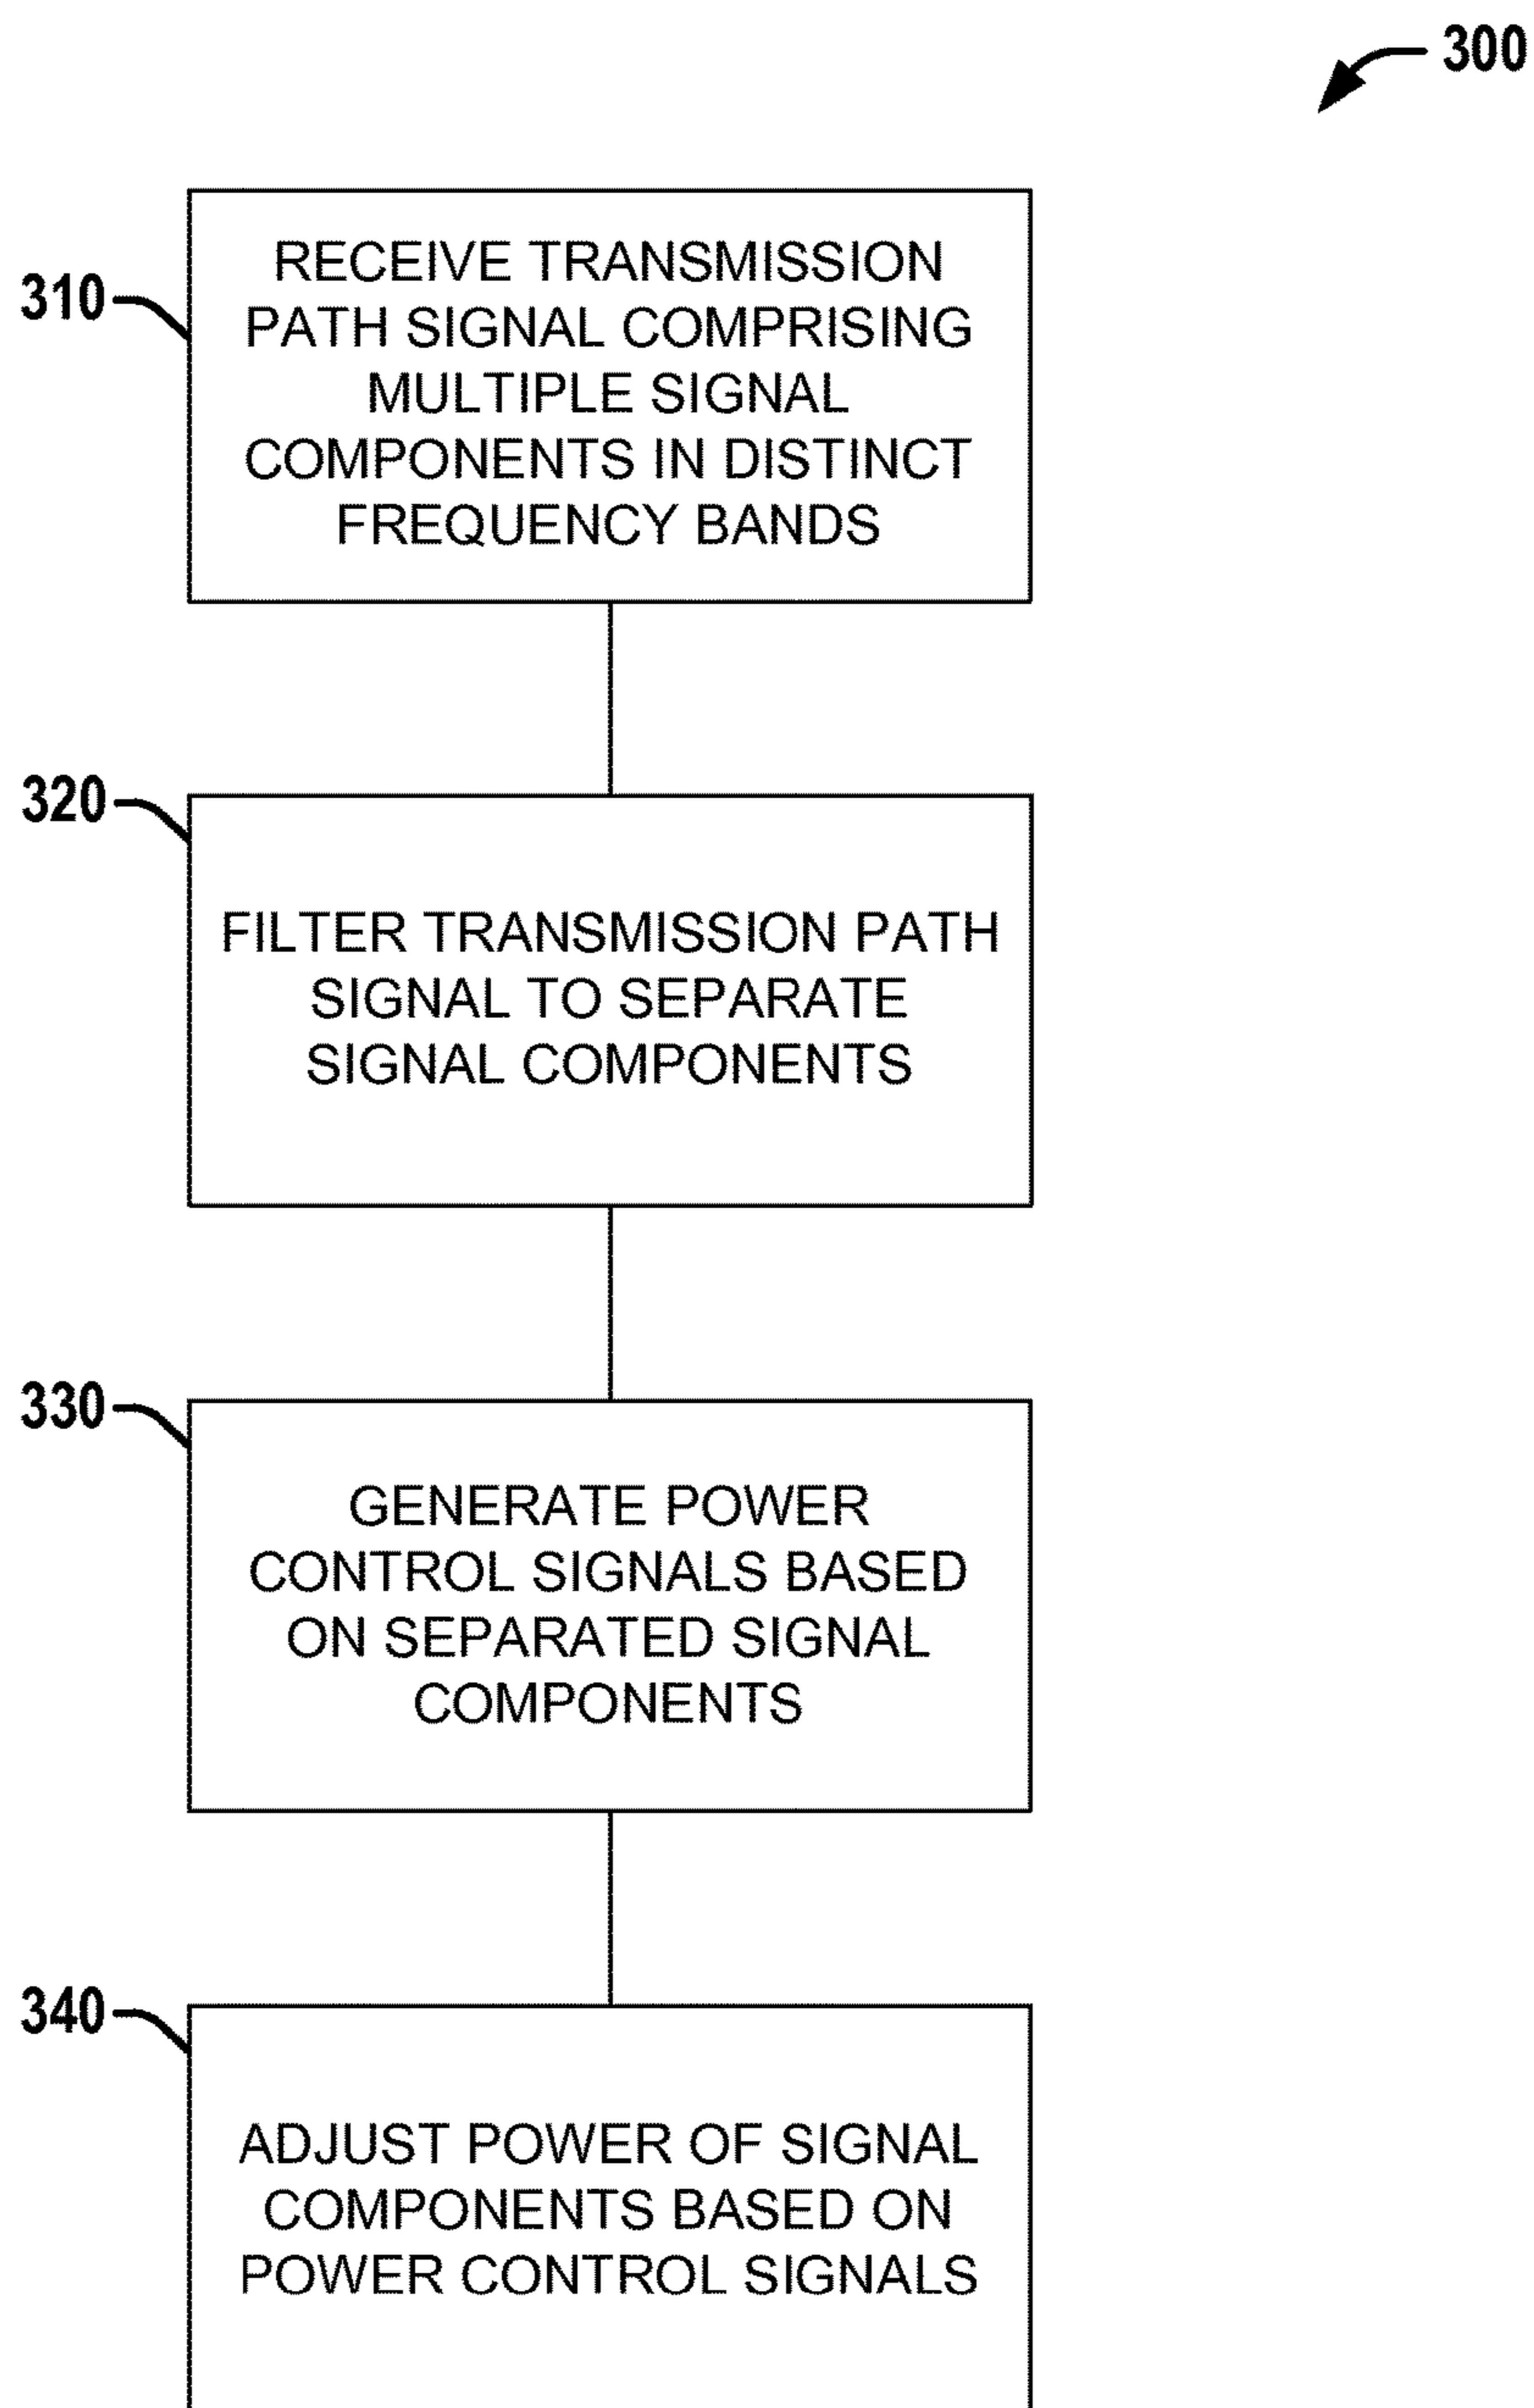 300
310
RECEIVE TRANSMISSION
PATH SIGNAL COMPRISING
MULTIPLE SIGNAL
COMPONENTS IN DISTINCT
FREQUENCY BANDS
320
FILTER TRANSMISSION PATH
SIGNAL TO SEPARATE
SIGNAL COMPONENTS
330
GENERATE POWER
CONTROL SIGNALS BASED
ON SEPARATED SIGNAL
COMPONENTS
340
ADJUST POWER OF SIGNAL
COMPONENTS BASED ON
POWER CONTROL SIGNALS